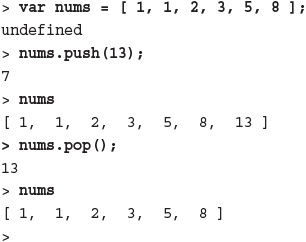 > var nums = [ 1, 1, 2, 3, 5, 8 ];
undefined
> nums.push(13);
7
> nums
[ 1, 1, 2, 3, 5, 8, 13 ]
> nums.pop();
13
> nums
[ 1, 1, 2, 3, 5, 8 ]
>